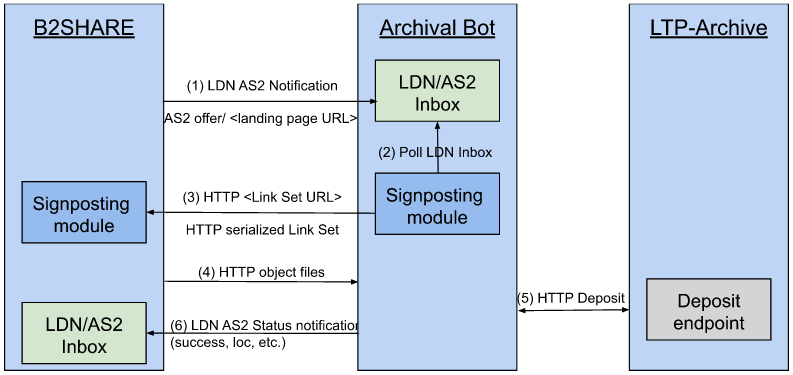 B2SHARE
Archival Bot
LTP-Archive
(1) LDN AS2 Notification
LDN/AS2
Inbox
AS2 offer/ <landing page URL>
(2) Poll LDN Inbox
Signposting
module
(3) HTTP <Link Set URL>
Signposting
module
HTTP serialized Link Set
(4) HTTP object files
(5) HTTP Deposit
Deposit
endpoint
LDN/AS2
Inbox
(6) LDN AS2 Status notification
(success, loc, etc.)